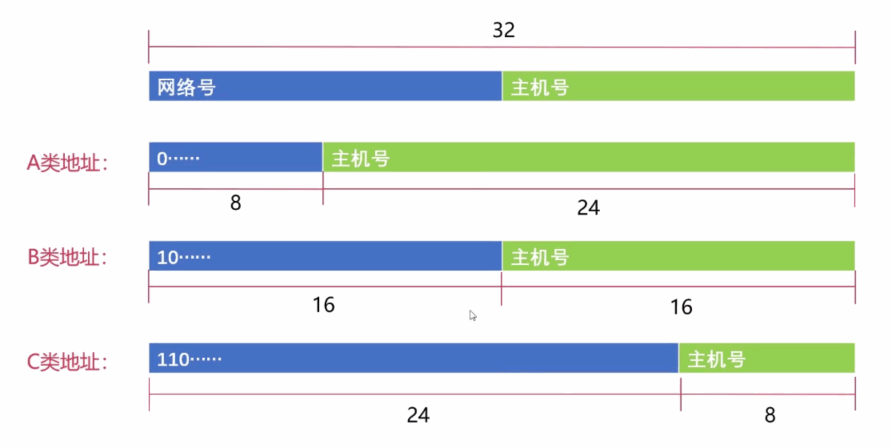 32
网络号 主机号
A类地址： 0…… 主机号
8 24
B类地址： 10…… 主机号
16 16
C类地址： 110…… 主机号
24 8